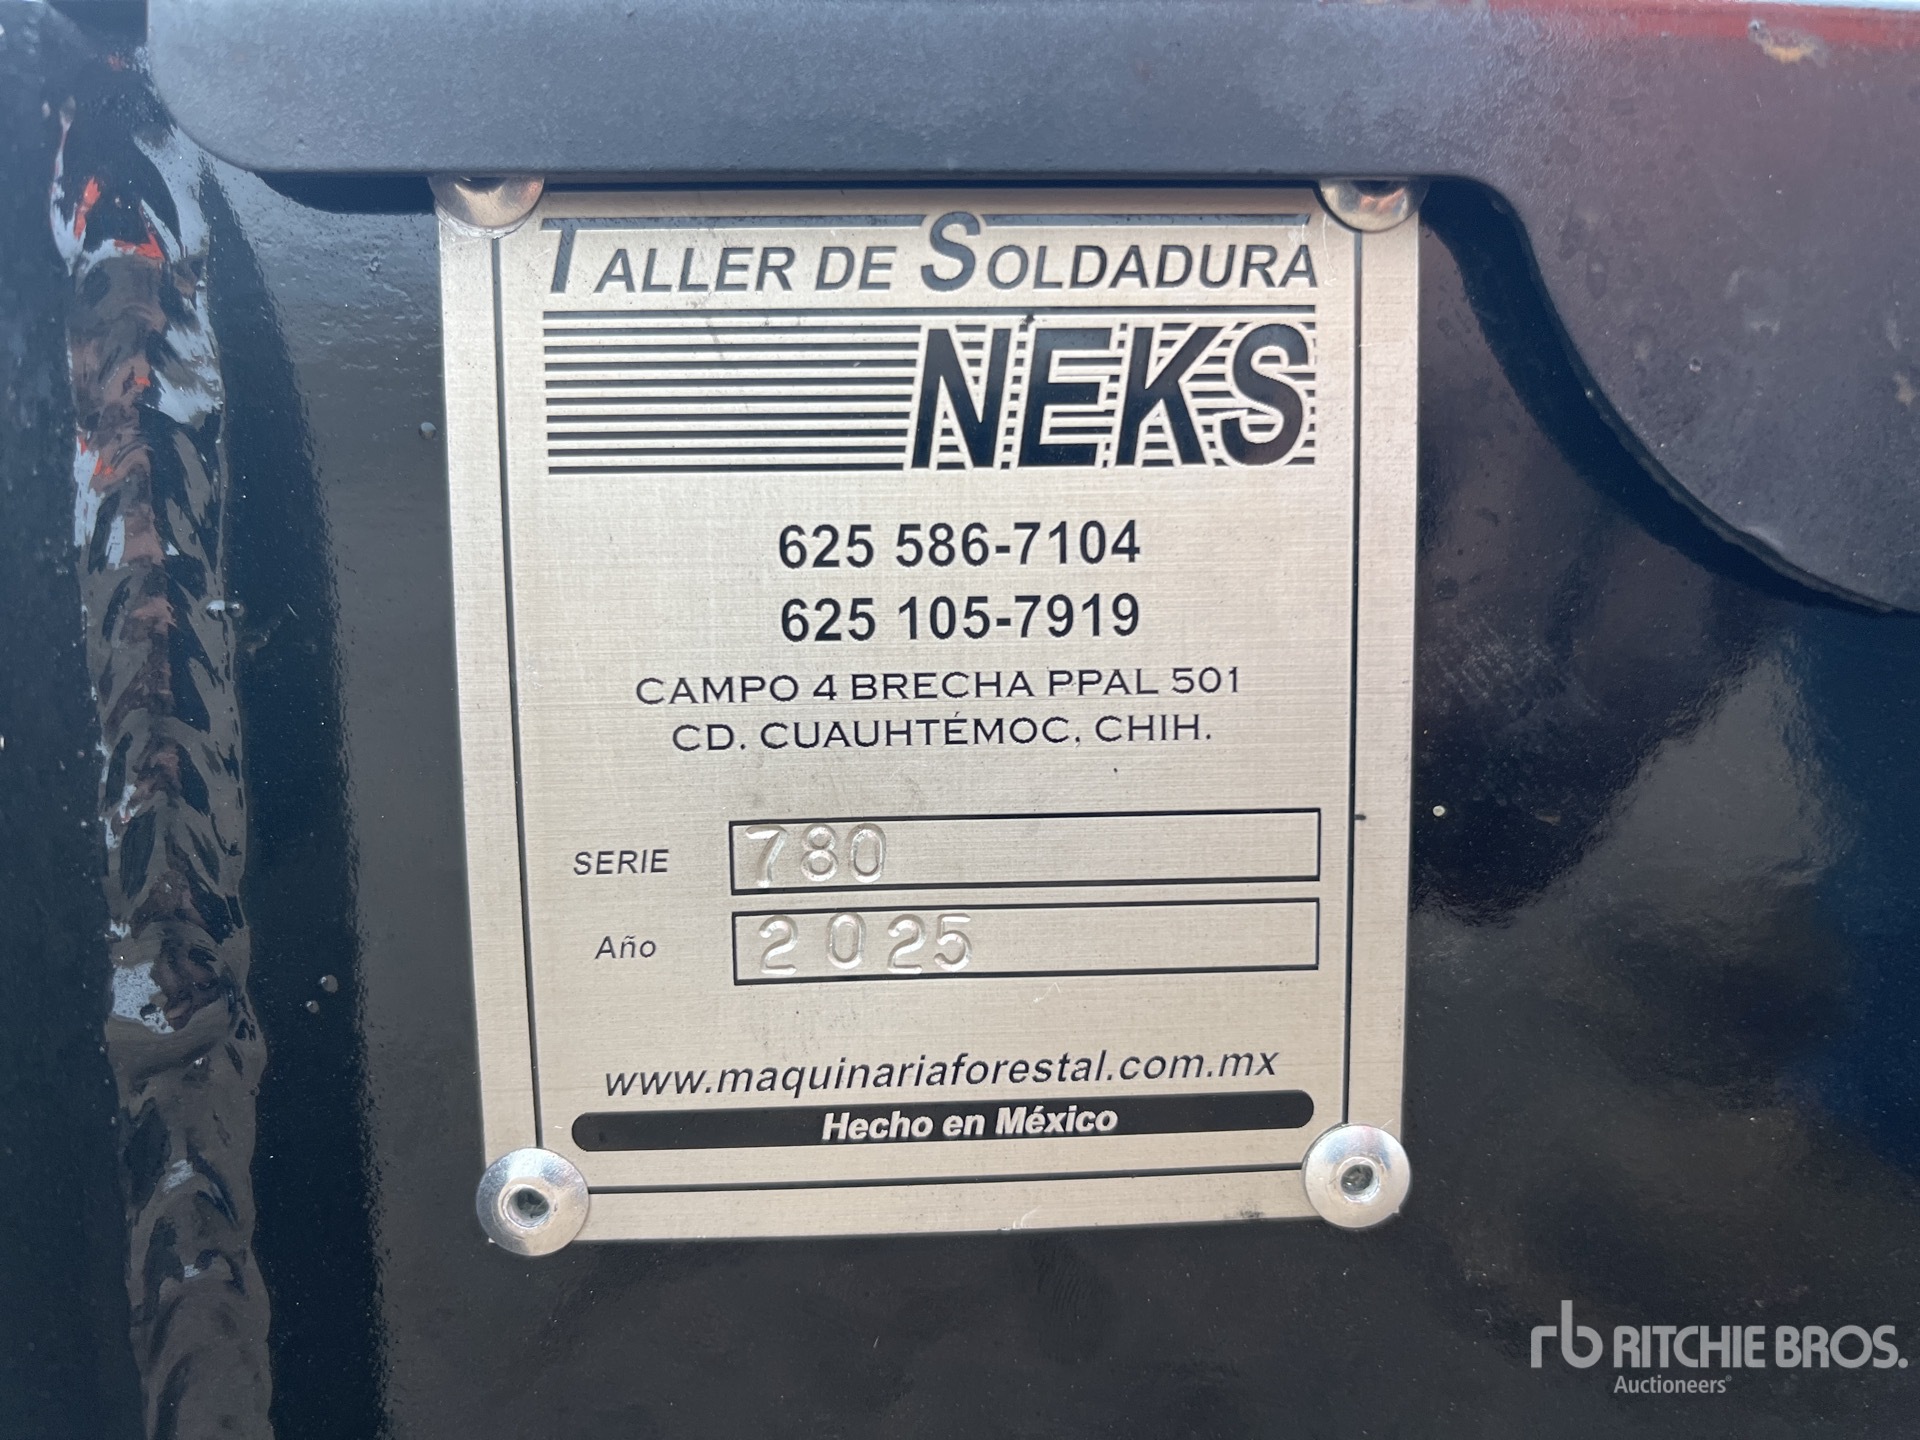 TALLER DE SOLDADURA
NEKS
625 586-7104
625 105-7919
CAMPO 4 BRECHA PPAL 501
CD. CUAUHTÉMOC, CHIH.
SERIE 780
Año 2025
www.maquinariaforestal.com.mx
Hecho en México
rb RITCHIE BROS.
Auctioneers